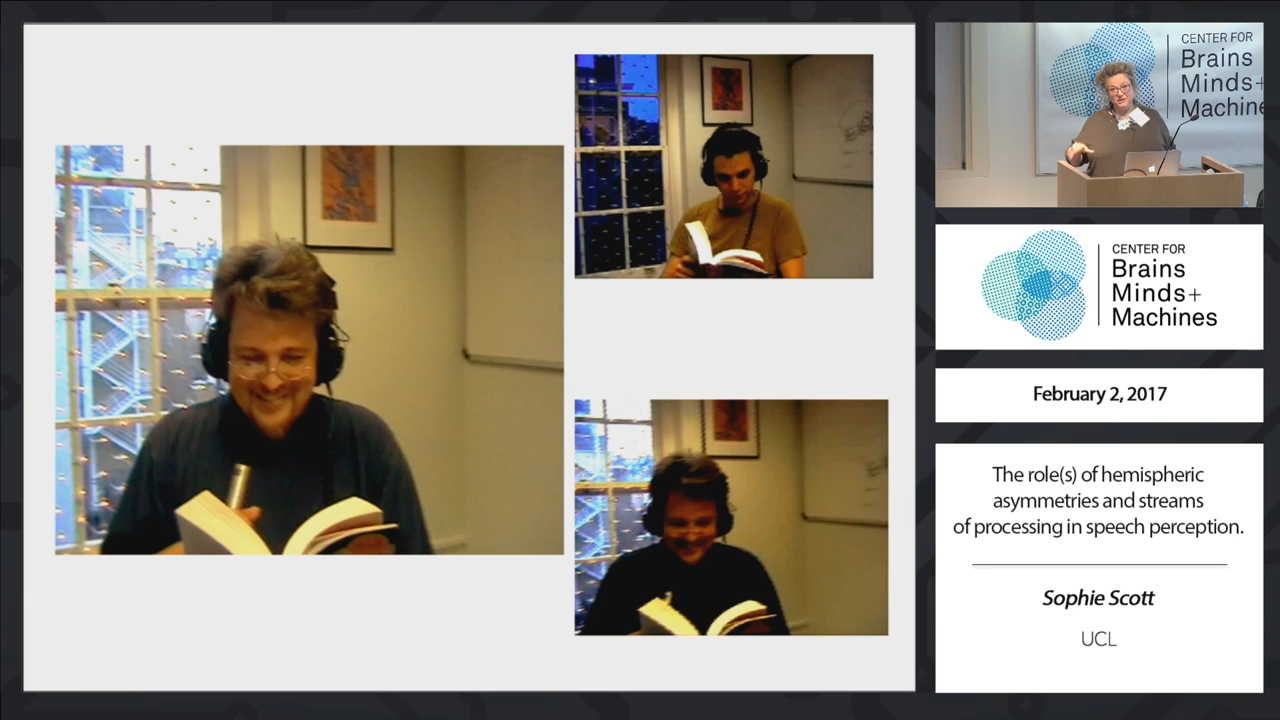 CENTER FOR
Brains
Minds+
Machine
CENTER FOR
Brains
Minds+
Machines
February 2, 2017
The role(s) of hemispheric
asymmetries and streams
of processing in speech perception.
Sophie Scott
UCL